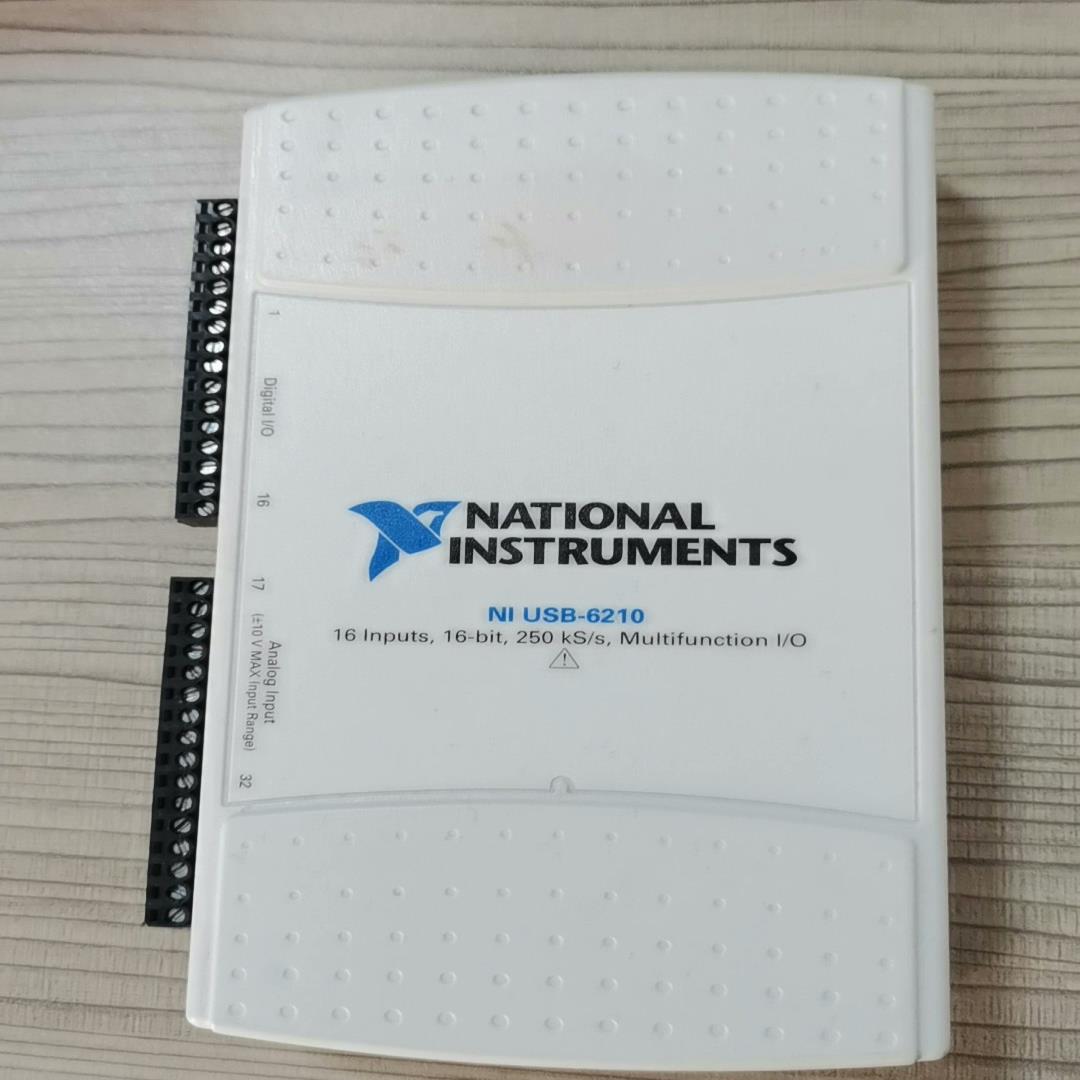 NATIONAL
INSTRUMENTS
NI USB-6210
16 Inputs, 16-bit, 250 kS/s, Multifunction I/O
1
Digital I/O
16
17
Analog Input
(±10 V MAX Input Range)
32